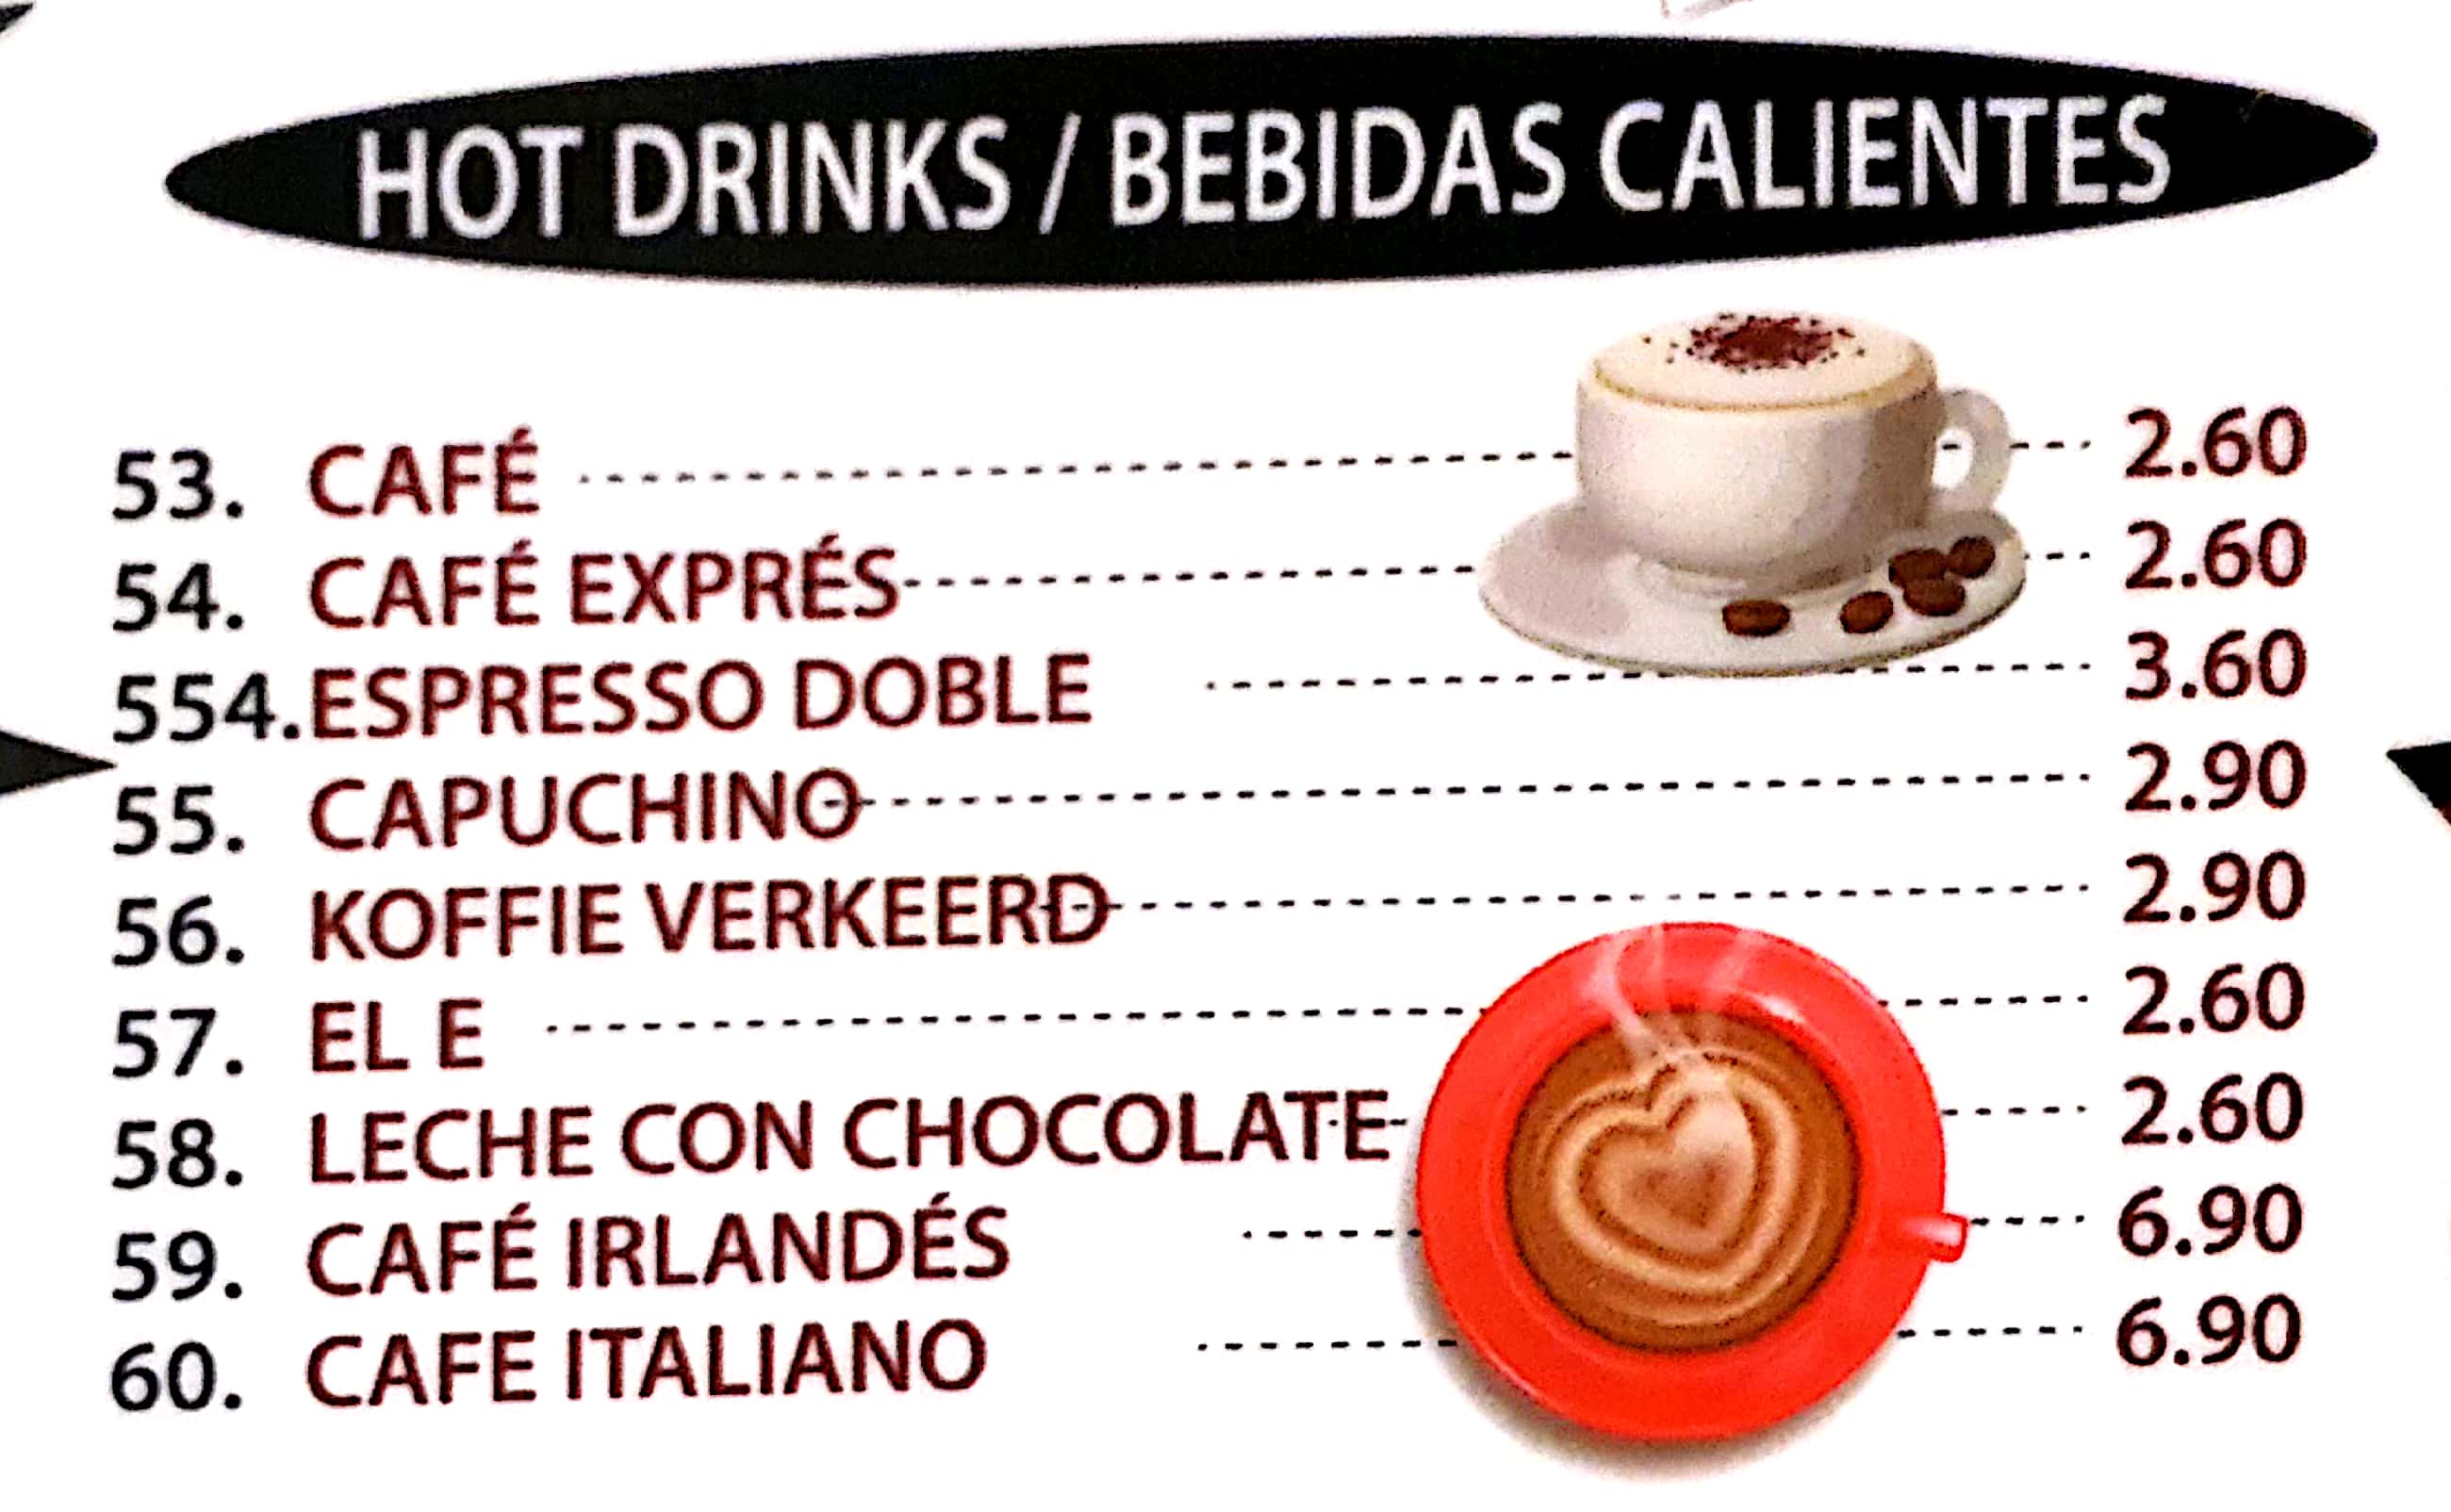 HOT DRINKS / BEBIDAS CALIENTES
53. CAFÉ 2.60
54. CAFÉ EXPRÉS 2.60
554. ESPRESSO DOBLE 3.60
55. CAPUCHINO 2.90
56. KOFFIE VERKEERD 2.90
57. EL E 2.60
58. LECHE CON CHOCOLATE 2.60
59. CAFÉ IRLANDÉS 6.90
60. CAFE ITALIANO 6.90